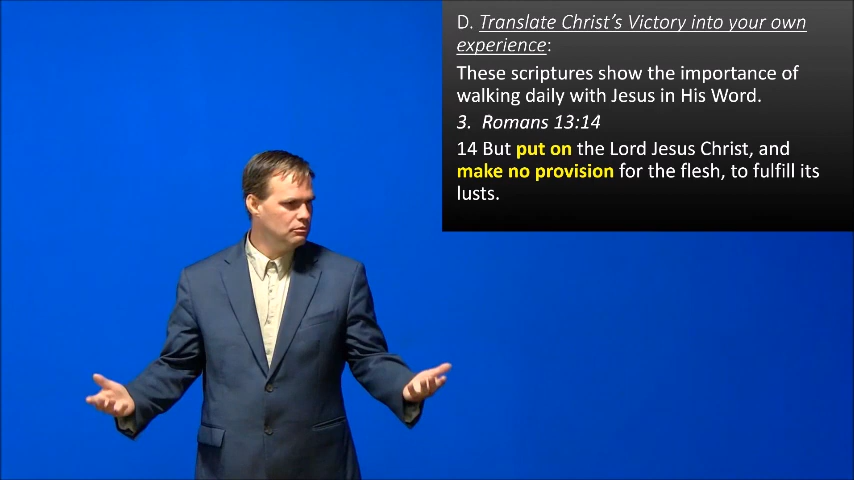 D. Translate Christ's Victory into your own
experience:
These scriptures show the importance of
walking daily with Jesus in His Word.
3. Romans 13:14
14 But put on the Lord Jesus Christ, and
make no provision for the flesh, to fulfill its
lusts.